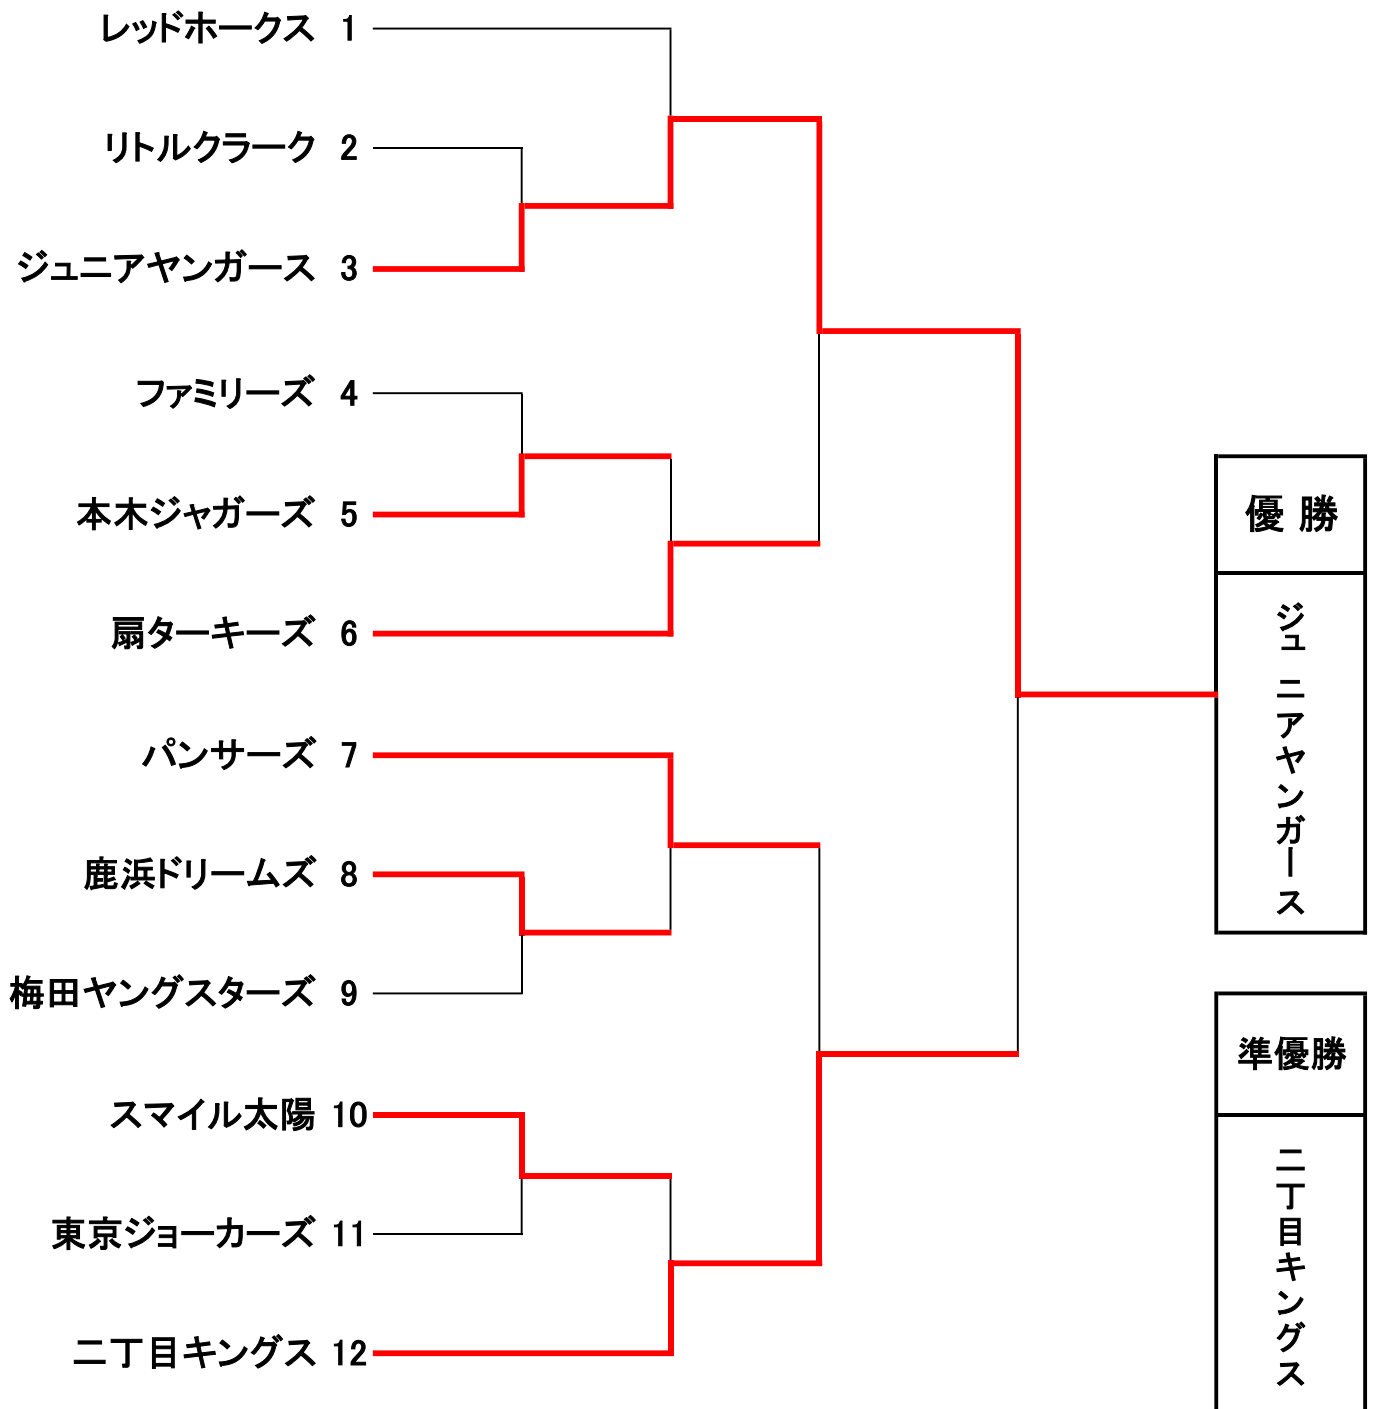 レッドホークス 1
リトルクラーク 2
ジュニアヤンガース 3
ファミリーズ 4
本木ジャガーズ 5
扇ターキーズ 6
パンサーズ 7
鹿浜ドリームズ 8
梅田ヤングスターズ 9
スマイル太陽 10
東京ジョーカーズ 11
二丁目キングス 12
優勝
ジュニアヤンガース
準優勝
二丁目キングス